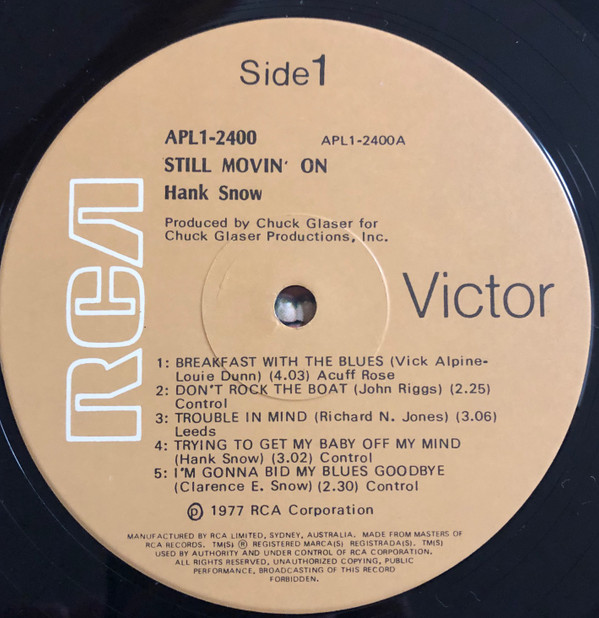 Side 1
APL1-2400 APL1-2400A
STILL MOVIN' ON
Hank Snow
Produced by Chuck Glaser for
Chuck Glaser Productions, Inc.
RCA
Victor
1: BREAKFAST WITH THE BLUES (Vick Alpine-
Louie Dunn) (4.03) Acuff Rose
2: DON'T ROCK THE BOAT (John Riggs) (2.25)
Control
3: TROUBLE IN MIND (Richard N. Jones) (3.06)
Leeds
4: TRYING TO GET MY BABY OFF MY MIND
(Hank Snow) (3.02) Control
5: I'M GONNA BID MY BLUES GOODBYE
(Clarence E. Snow) (2.30) Control
℗ 1977 RCA Corporation
MANUFACTURED BY RCA LIMITED, SYDNEY, AUSTRALIA. MADE FROM MASTERS OF
RCA RECORDS. TM(S) ® REGISTERED MARCA(S) REGISTRADA(S). TM(S)
USED BY AUTHORITY AND UNDER CONTROL OF RCA CORPORATION.
ALL RIGHTS RESERVED, UNAUTHORIZED COPYING, PUBLIC
PERFORMANCE, BROADCASTING OF THIS RECORD
FORBIDDEN.